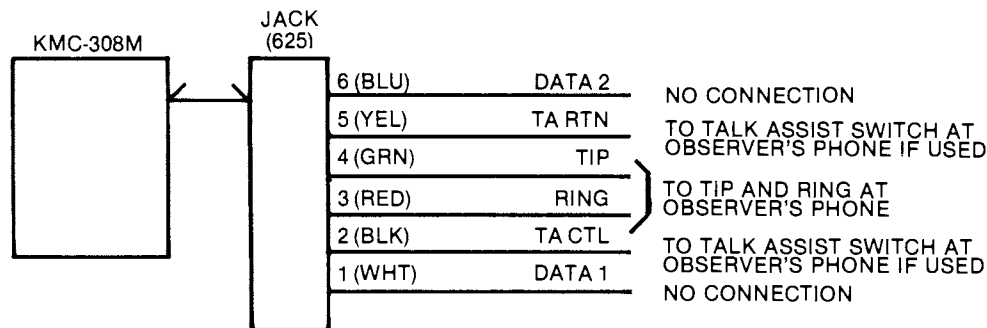 KMC-308M
JACK
(625)
6 (BLU) DATA 2 NO CONNECTION
5 (YEL) TA RTN TO TALK ASSIST SWITCH AT
OBSERVER'S PHONE IF USED
4 (GRN) TIP
3 (RED) RING
TO TIP AND RING AT
OBSERVER'S PHONE
2 (BLK) TA CTL TO TALK ASSIST SWITCH AT
OBSERVER'S PHONE IF USED
1 (WHT) DATA 1 NO CONNECTION